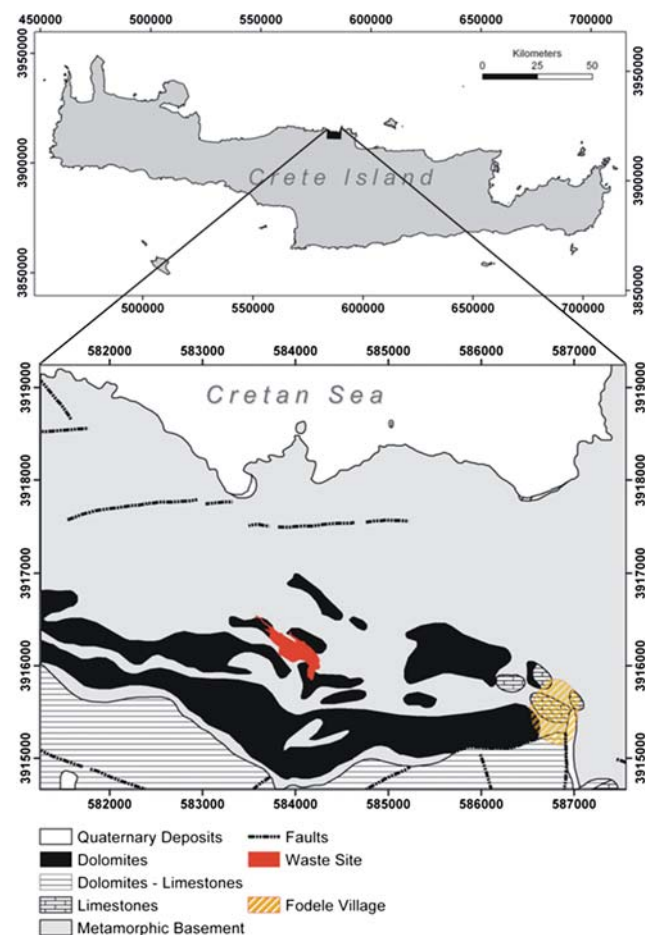 450000 500000 550000 600000 650000 700000
3950000 3950000
Kilometers
0 25 50
3900000 3900000
Crete Island
3850000 3850000
500000 550000 600000 650000 700000
582000 583000 584000 585000 586000 587000
3919000 3919000
Cretan Sea
3918000 3918000
3917000 3917000
3916000 3916000
3915000 3915000
582000 583000 584000 585000 586000 587000
Quaternary Deposits Faults
Dolomites Waste Site
Dolomites - Limestones
Limestones Fodele Village
Metamorphic Basement